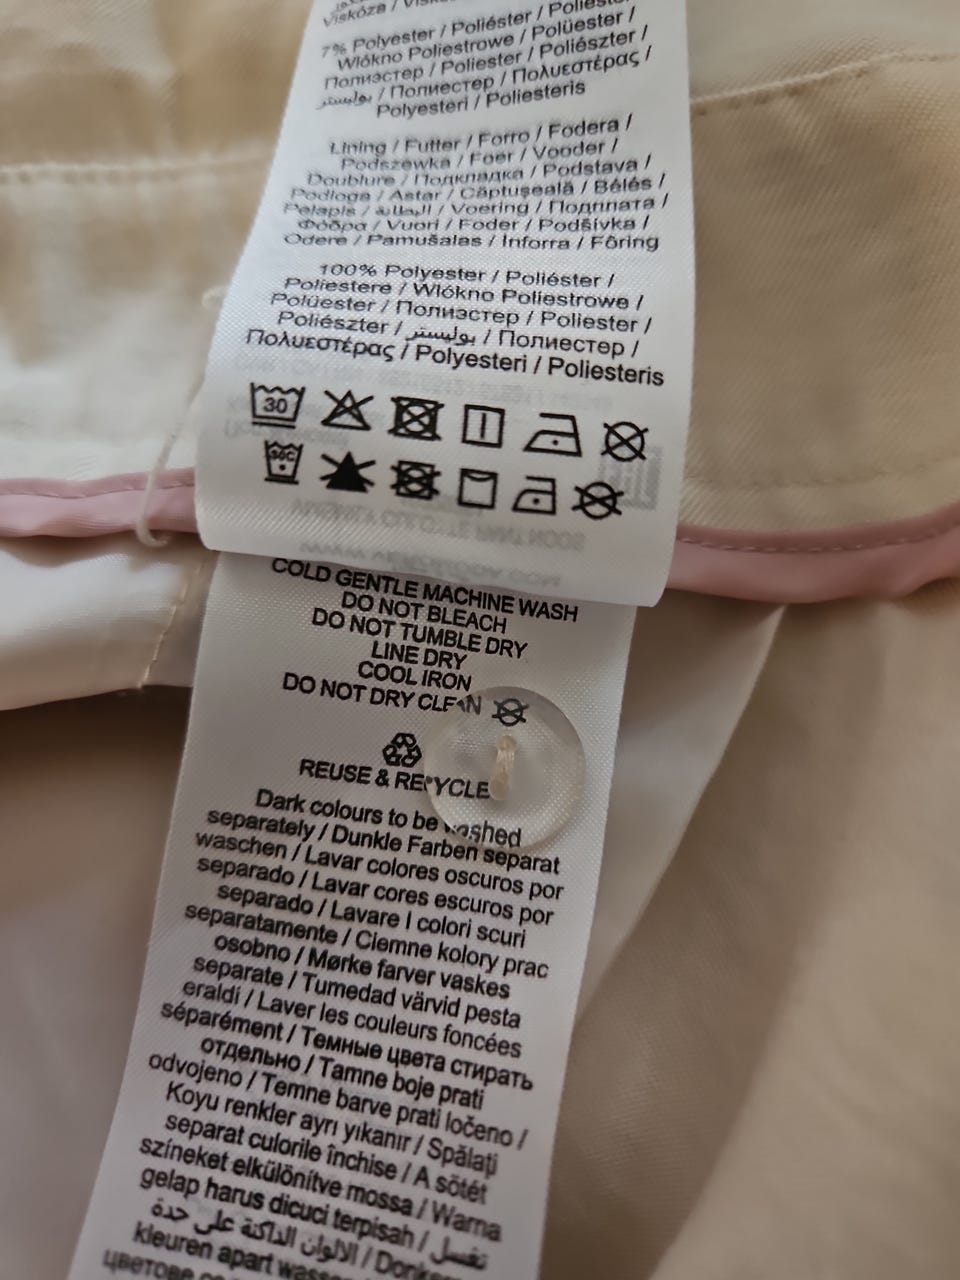 Viskóza /
7% Polyester / Poliéster /
Włókno Poliestrowe / Polüester /
Полиэстер / Poliester / Poliészter /
بوليستر / Полиестер / Πολυεστέρας /
Polyesteri / Poliesteris
Lining / Futter / Forro / Fodera /
Podszewka / Foer / Vooder /
Doublure / Подкладка / Podstava /
Podloga / Astar / Căptuşeală / Bélés /
Pelapis / البطانة / Voering / Подплата /
Φόδρα / Vuori / Foder / Podšívka /
Odere / Pamušalas / Inforra / Fôring
100% Polyester / Poliéster /
Poliestere / Włókno Poliestrowe /
Polüester / Полиэстер / Poliester /
Poliészter / بوليستر / Полиестер /
Πολυεστέρας / Polyesteri / Poliesteris
30
30C
COLD GENTLE MACHINE WASH
DO NOT BLEACH
DO NOT TUMBLE DRY
LINE DRY
COOL IRON
DO NOT DRY CLEAN
REUSE & RECYCLE
Dark colours to be washed
separately / Dunkle Farben separat
waschen / Lavar colores oscuros por
separado / Lavar cores escuros por
separado / Lavare I colori scuri
separatamente / Ciemne kolory prac
osobno / Mørke farver vaskes
separate / Tumedad värvid pesta
eraldi / Laver les couleurs foncées
séparément / Темные цвета стирать
отдельно / Tamne boje prati
odvojeno / Temne barve prati ločeno /
Koyu renkler ayrı yıkanır / Spălaţi
separat culorile închise / A sötét
színeket elkülönítve mossa / Warna
gelap harus dicuci terpisah / تغسل
الالوان الداكنة على حدة /
kleuren apart wassen
цветове